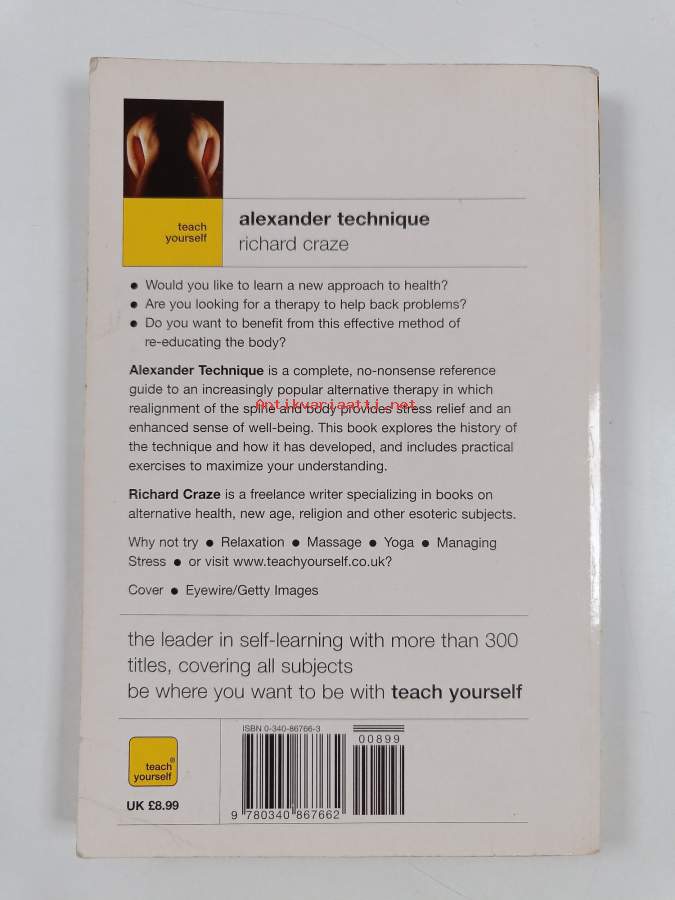 teach
yourself
alexander technique
richard craze
● Would you like to learn a new approach to health?
● Are you looking for a therapy to help back problems?
● Do you want to benefit from this effective method of
re-educating the body?
Alexander Technique is a complete, no-nonsense reference
guide to an increasingly popular alternative therapy in which
realignment of the spine and body provides stress relief and an
Antikvariaatti.net
enhanced sense of well-being. This book explores the history of
the technique and how it has developed, and includes practical
exercises to maximize your understanding.
Richard Craze is a freelance writer specializing in books on
alternative health, new age, religion and other esoteric subjects.
Why not try ● Relaxation ● Massage ● Yoga ● Managing
Stress ● or visit www.teachyourself.co.uk?
Cover ● Eyewire/Getty Images
the leader in self-learning with more than 300
titles, covering all subjects
be where you want to be with teach yourself
teach®
yourself
UK £8.99
ISBN 0-340-86766-3
00899
9 780340 867662